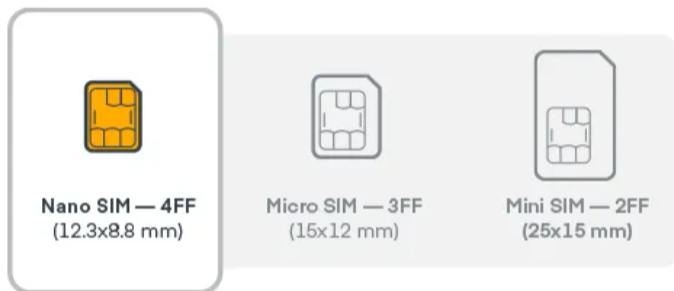 Nano SIM — 4FF
(12.3x8.8 mm)
Micro SIM — 3FF
(15x12 mm)
Mini SIM — 2FF
(25x15 mm)